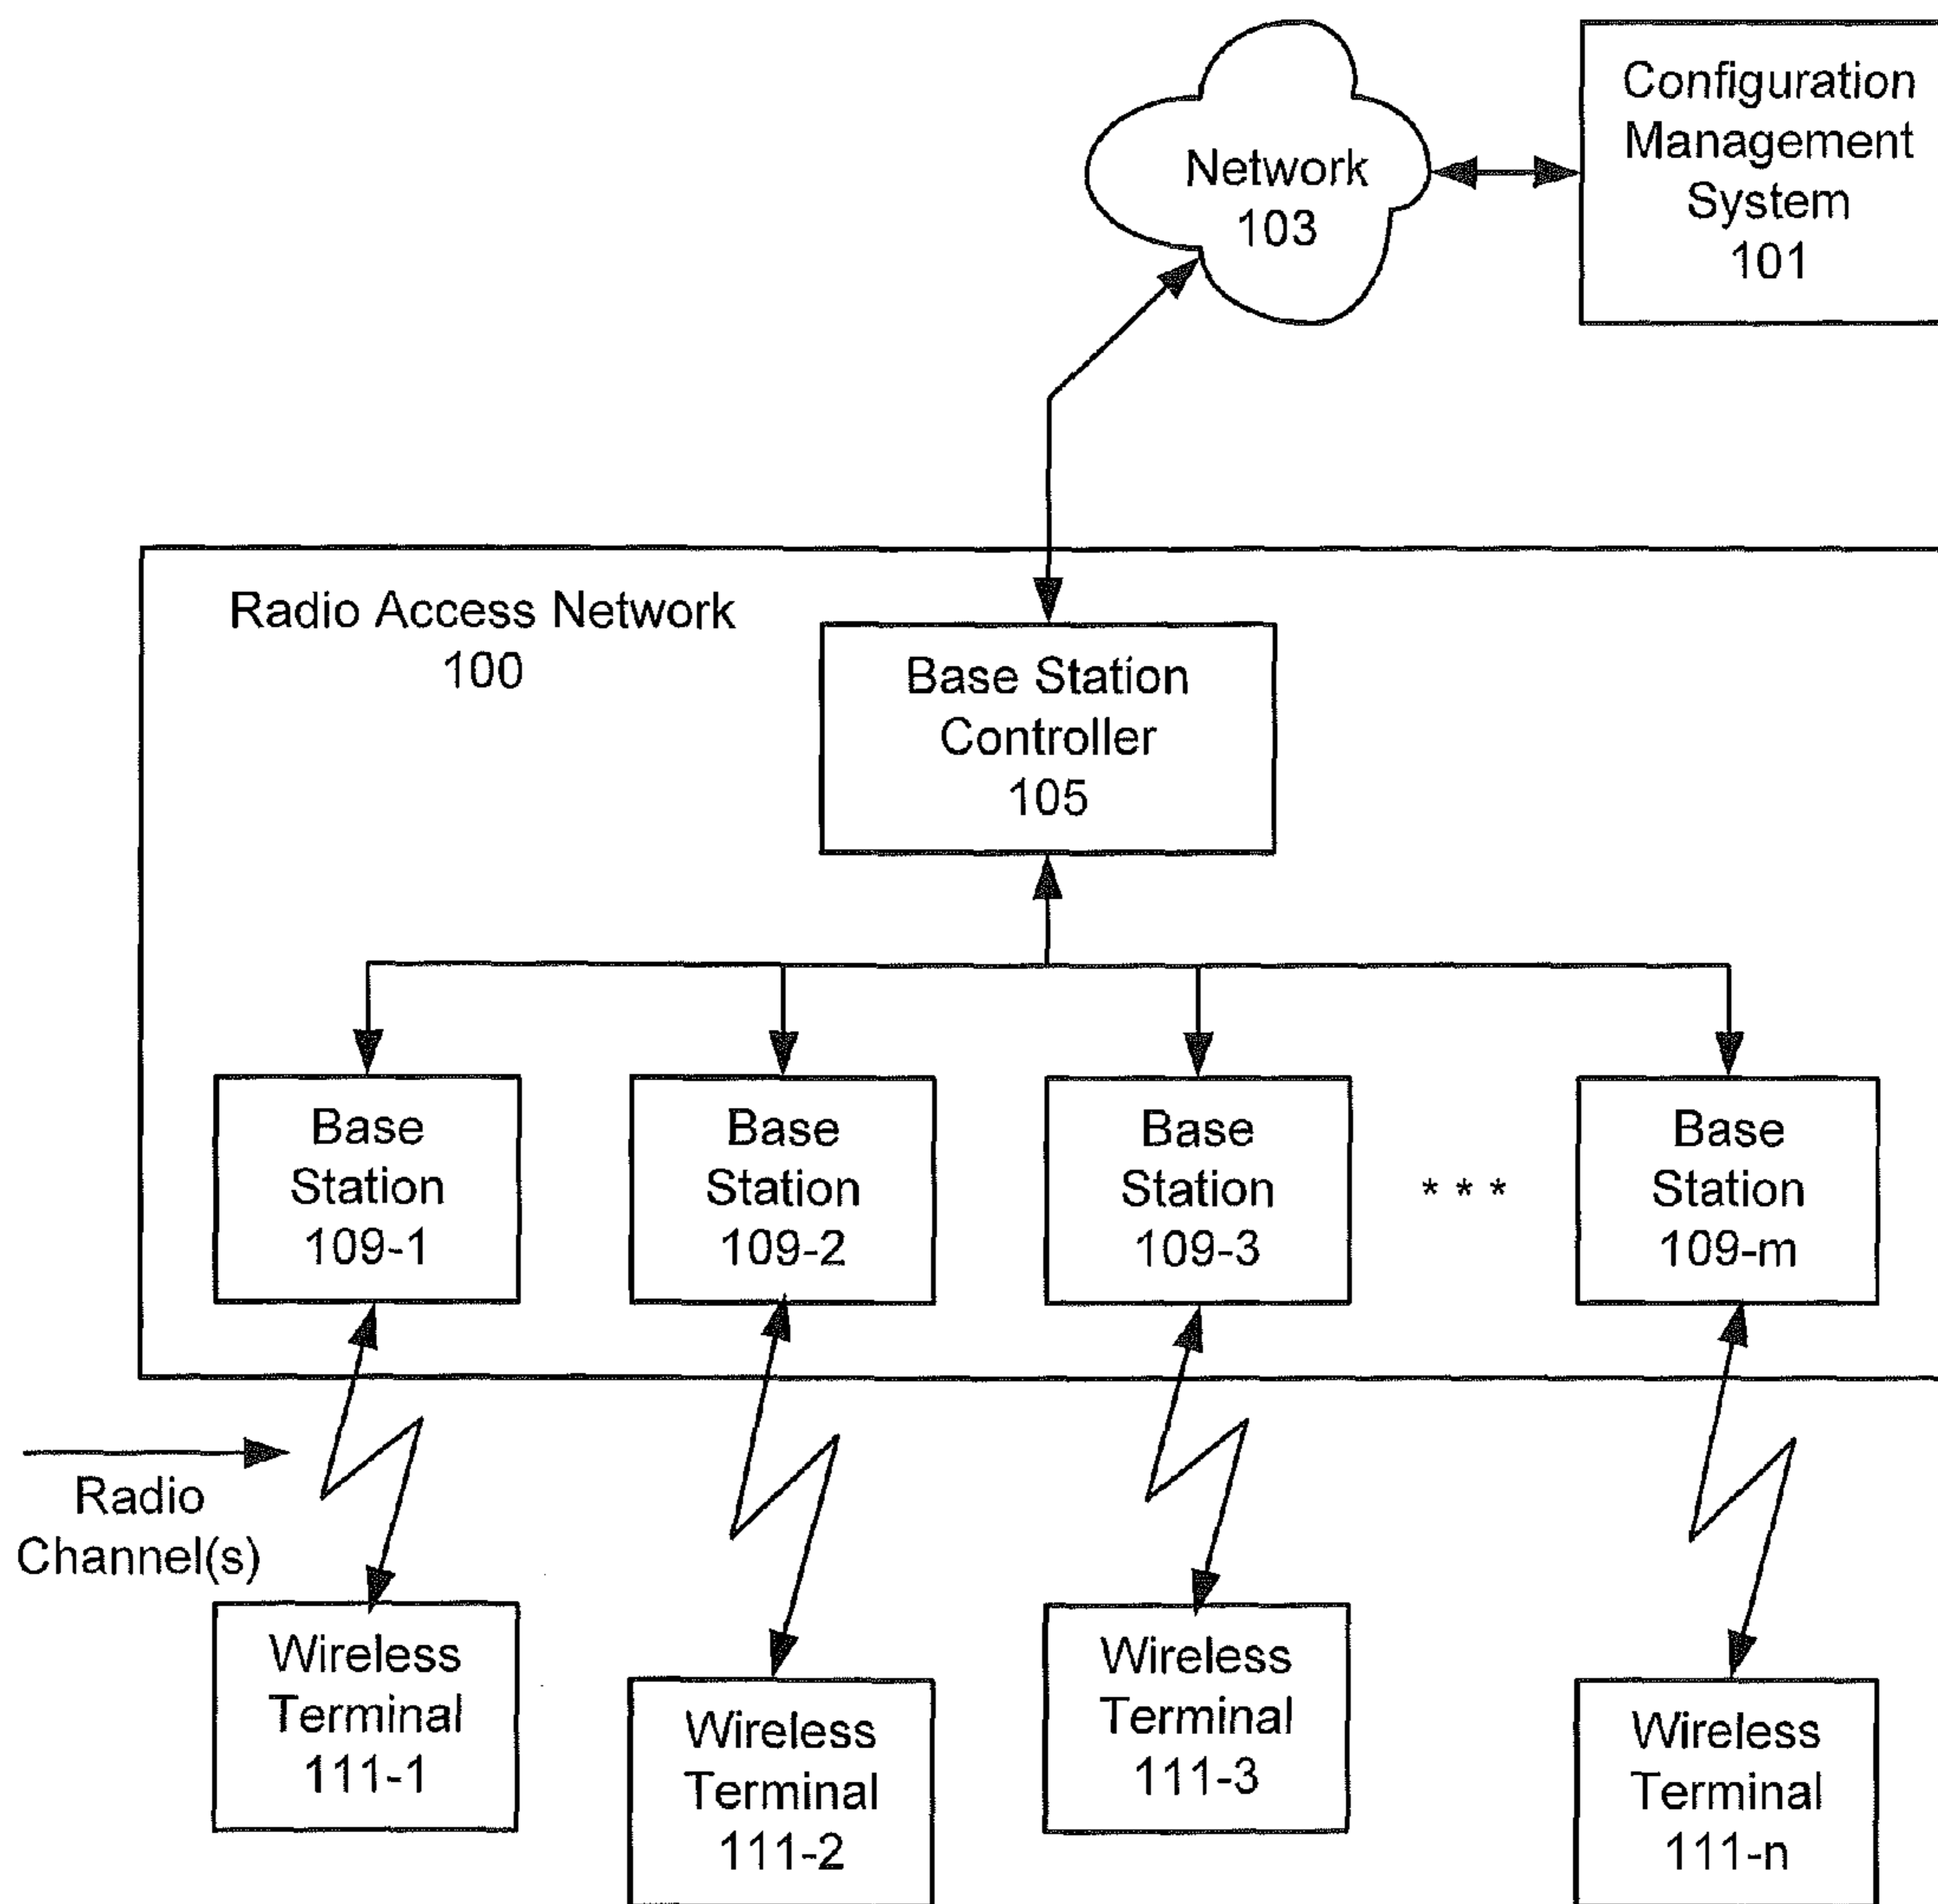 Configuration
Management
System
101
Network
103
Radio Access Network
100
Base Station
Controller
105
Base
Station
109-1
Base
Station
109-2
Base
Station
109-3
* * *
Base
Station
109-m
Radio
Channel(s)
Wireless
Terminal
111-1
Wireless
Terminal
111-2
Wireless
Terminal
111-3
Wireless
Terminal
111-n